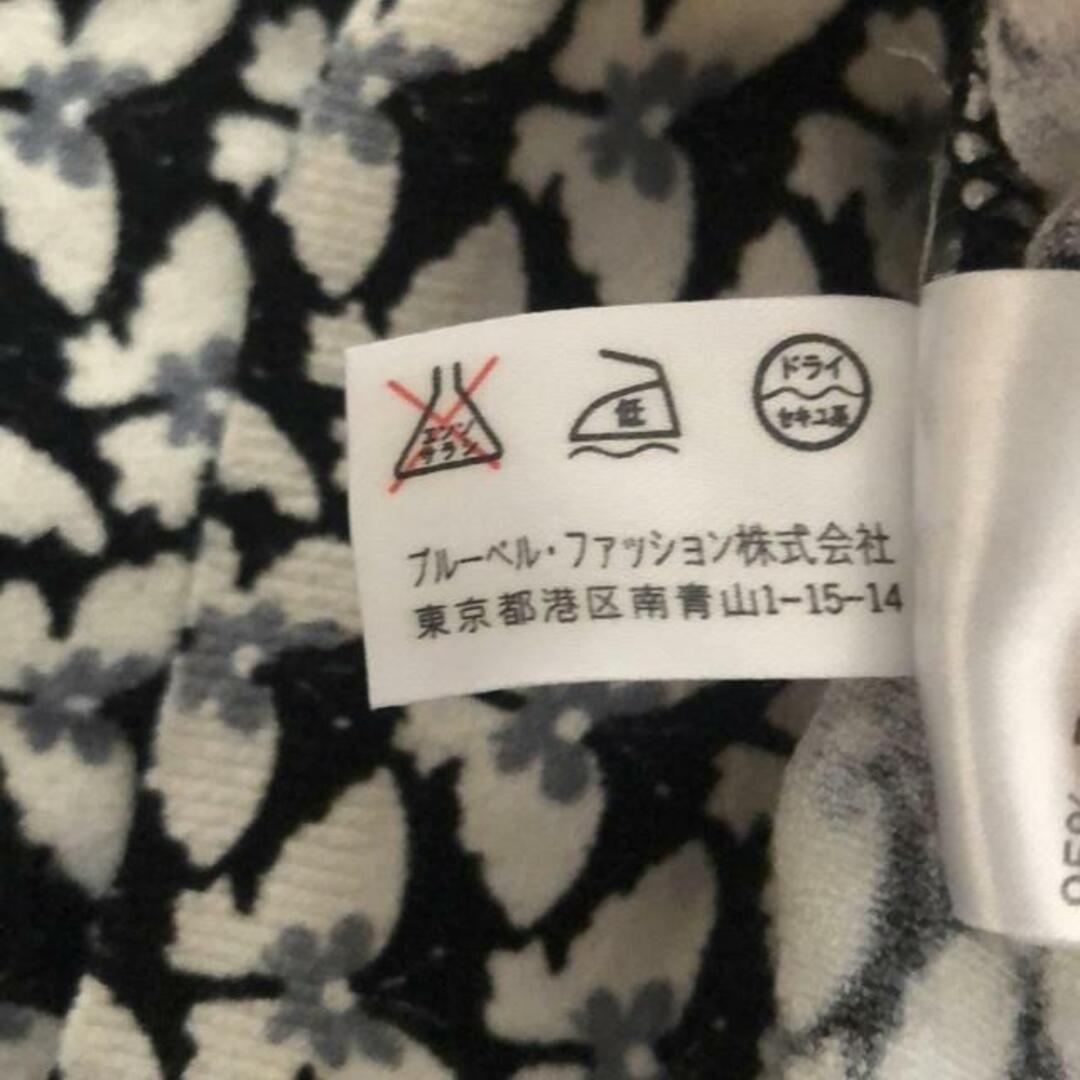 エンソ
サラシ
低
ドライ
セキユ系
ブルーベル・ファッション株式会社
東京都港区南青山1-15-14
95%